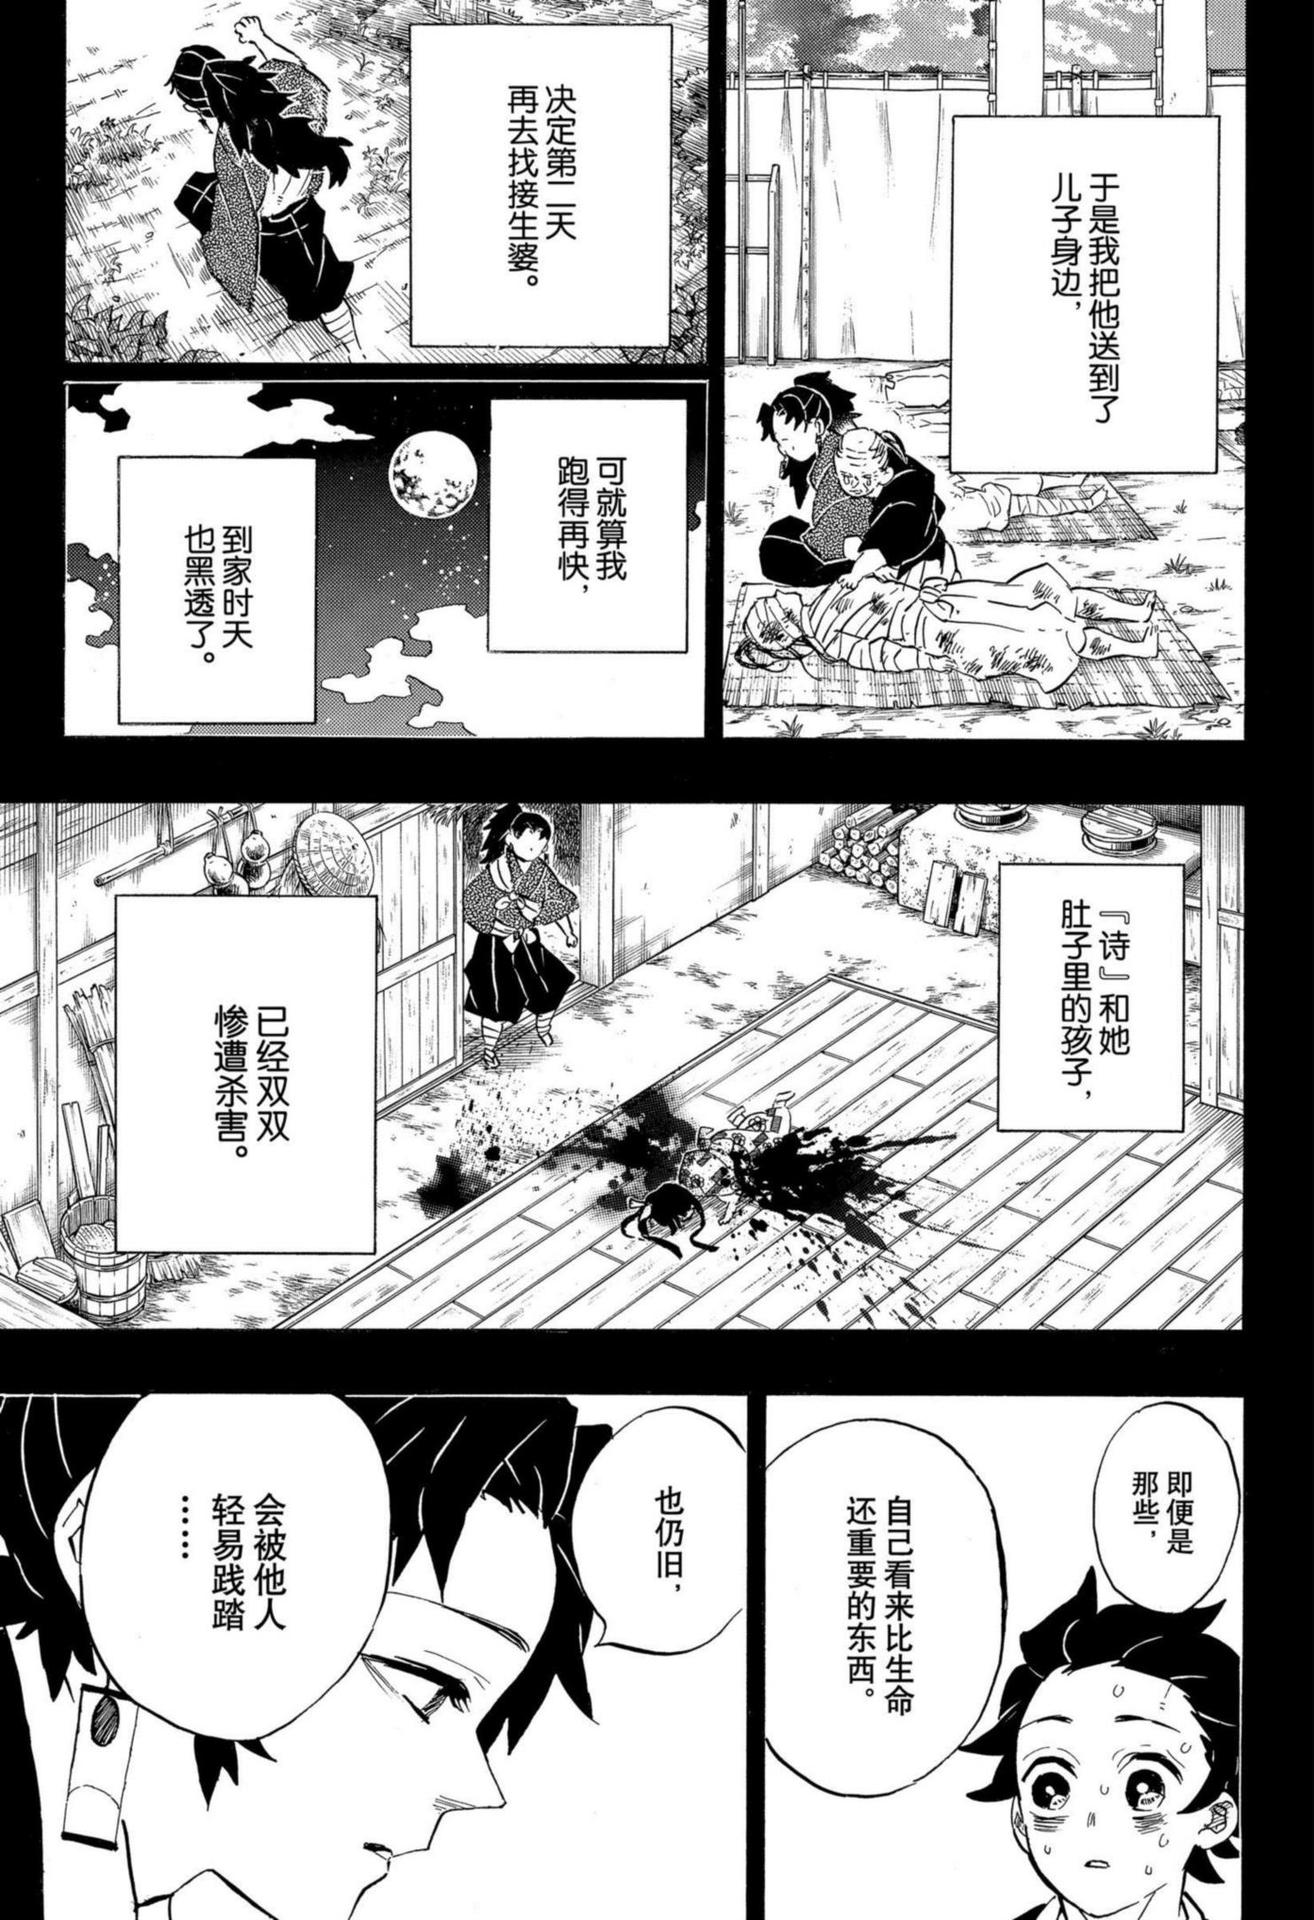 于是我把他送到了
儿子身边，
决定第二天
再去找接生婆。
可就算我
跑得再快，
到家时天
也黑透了。
『诗』和她
肚子里的孩子，
已经双双
惨遭杀害。
即便是
那些，
自己看来比生命
还重要的东西。
也仍旧，
会被他人
轻易践踏
……